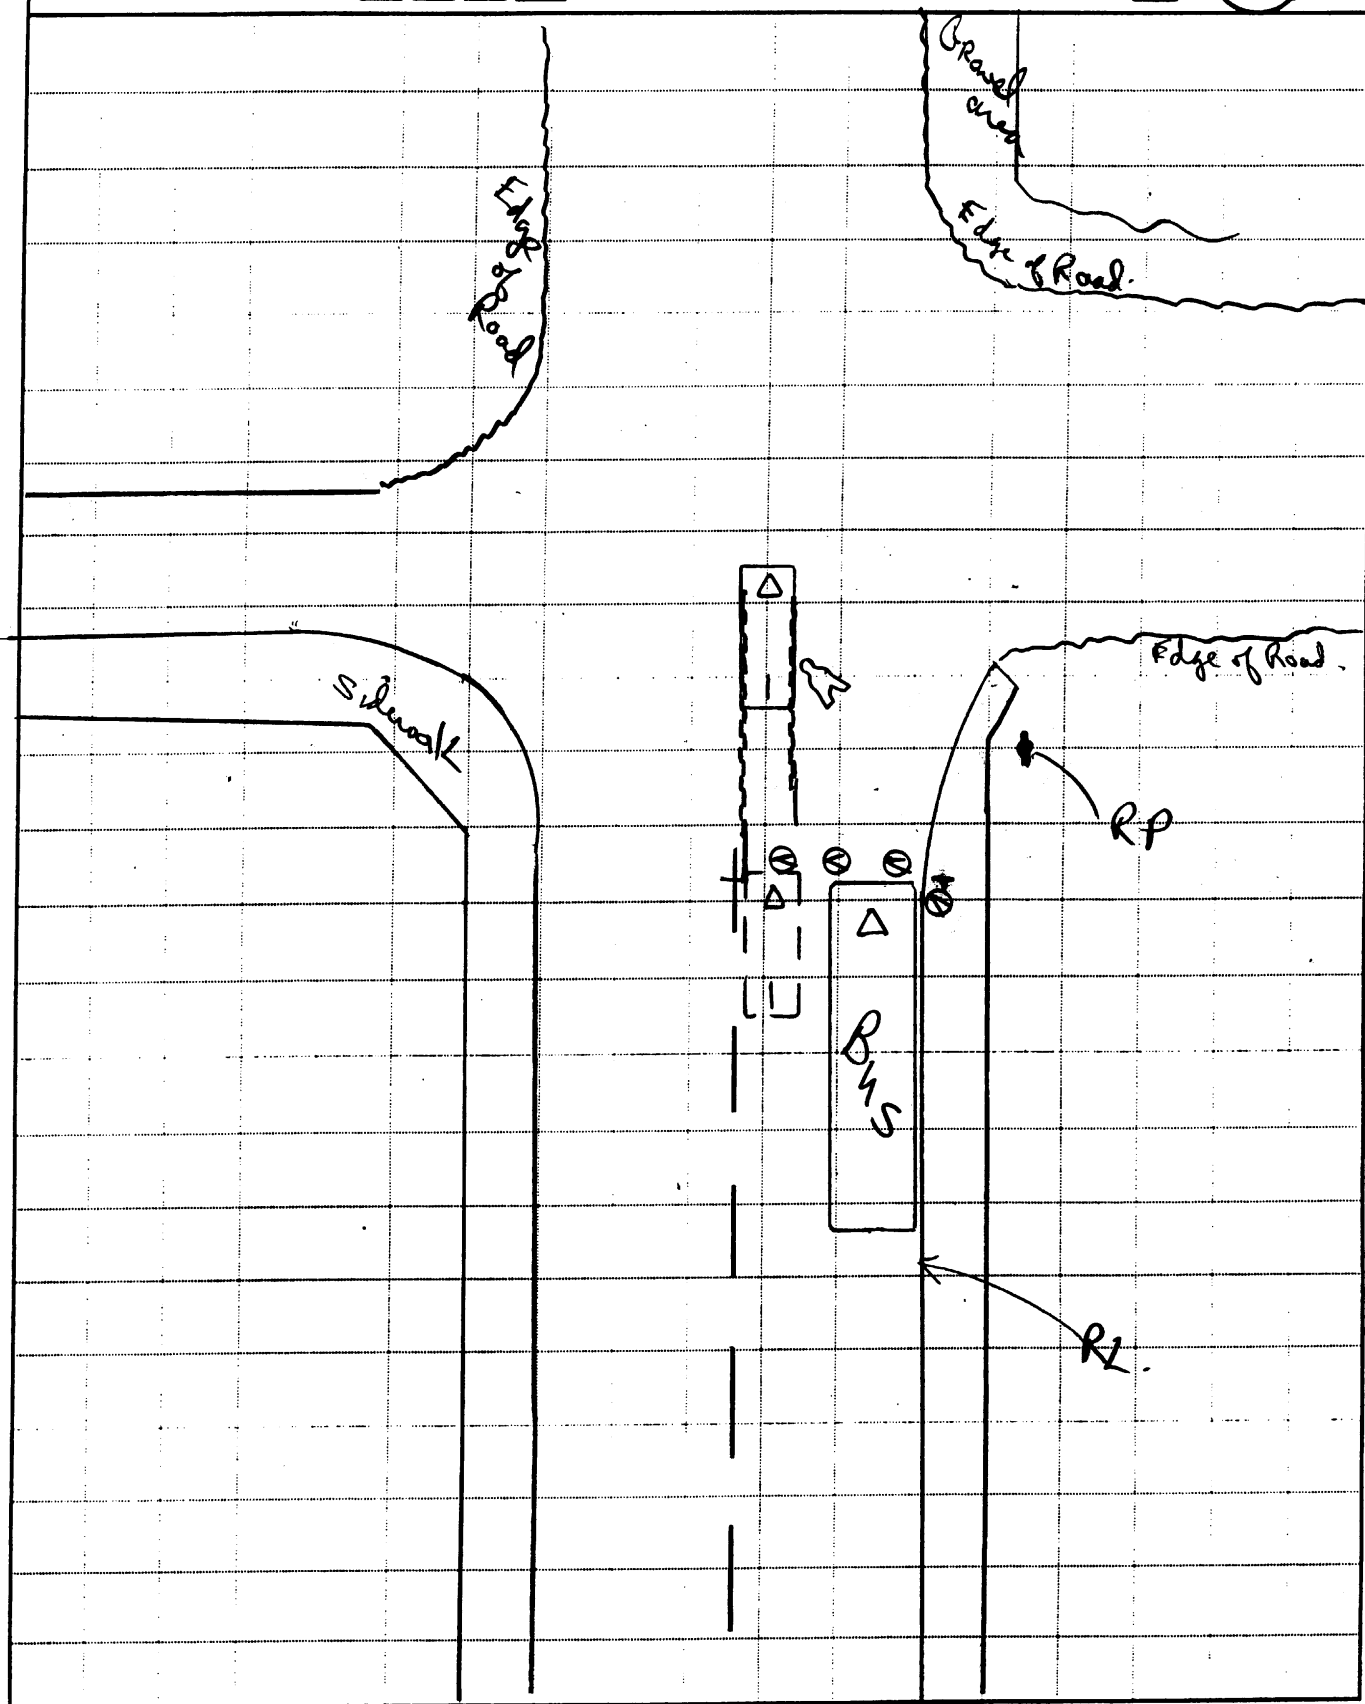 Gravel
area
Edge
of
Road
Edge of Road.
Edge of Road.
Sidewalk
RP
BUS
RL.